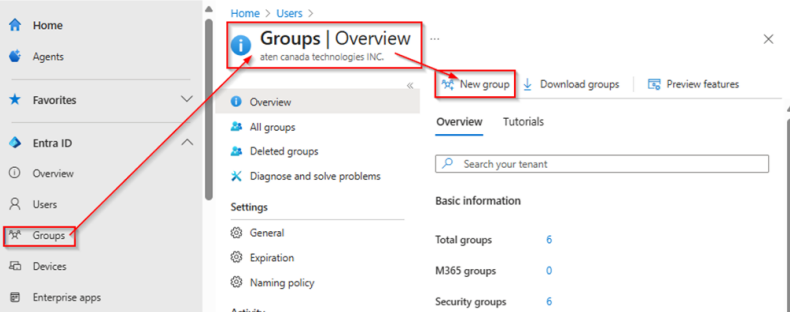 Home
Agents
Favorites
Entra ID
Overview
Users
Groups
Devices
Enterprise apps
Home > Users >
Groups | Overview ...
aten canada technologies INC.
Overview
All groups
Deleted groups
Diagnose and solve problems
Settings
General
Expiration
Naming policy
New group Download groups Preview features
Overview Tutorials
Search your tenant
Basic information
Total groups 6
M365 groups 0
Security groups 6